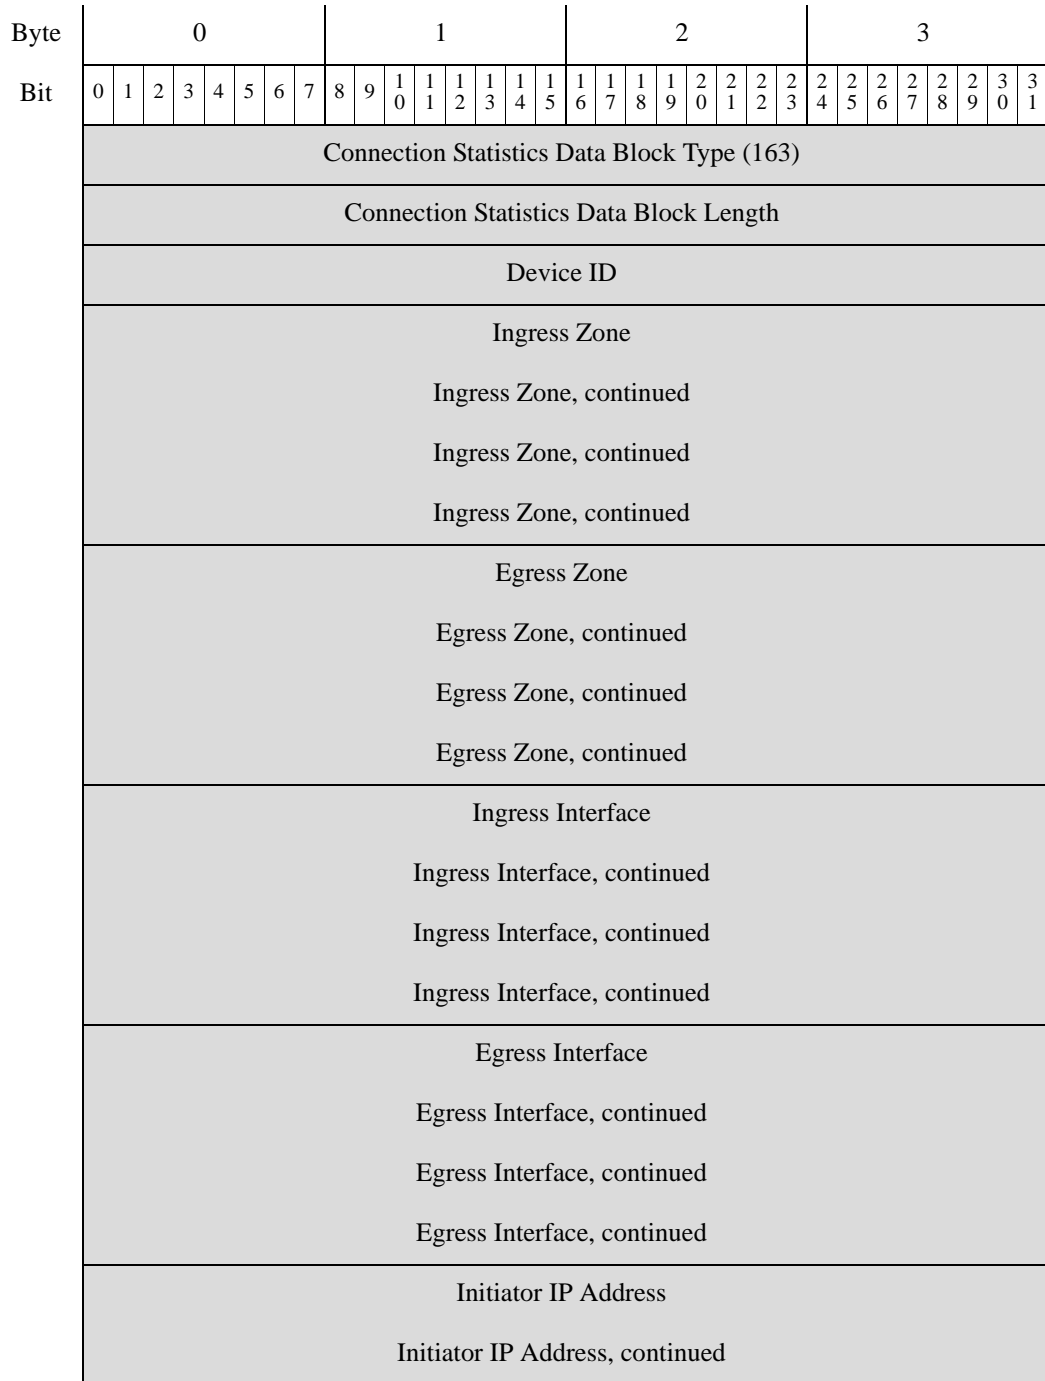 Byte 0 1 2 3
Bit 0 1 2 3 4 5 6 7 8 9 10 11 12 13 14 15 16 17 18 19 20 21 22 23 24 25 26 27 28 29 30 31
Connection Statistics Data Block Type (163)
Connection Statistics Data Block Length
Device ID
Ingress Zone
Ingress Zone, continued
Ingress Zone, continued
Ingress Zone, continued
Egress Zone
Egress Zone, continued
Egress Zone, continued
Egress Zone, continued
Ingress Interface
Ingress Interface, continued
Ingress Interface, continued
Ingress Interface, continued
Egress Interface
Egress Interface, continued
Egress Interface, continued
Egress Interface, continued
Initiator IP Address
Initiator IP Address, continued